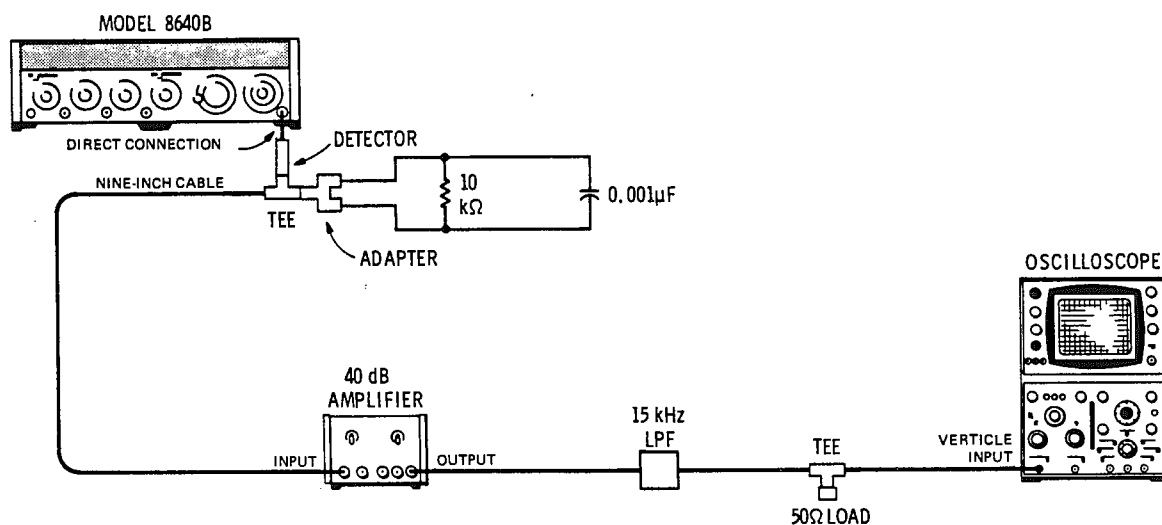 MODEL 8640B
DIRECT CONNECTION
DETECTOR
NINE-INCH CABLE
TEE
ADAPTER
10
kΩ
0.001μF
OSCILLOSCOPE
40 dB
AMPLIFIER
INPUT
OUTPUT
15 kHz
LPF
TEE
50Ω LOAD
VERTICLE
INPUT